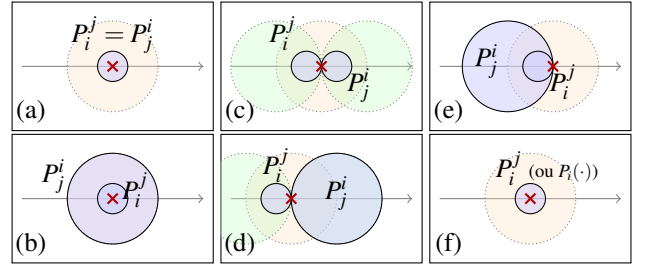 P_i^j = P_j^i
(a)
P_i^j
P_j^i
(c)
P_j^i
P_i^j
(e)
P_j^i
P_i^j
(b)
P_i^j
P_j^i
(d)
P_i^j (ou P_i(·))
(f)